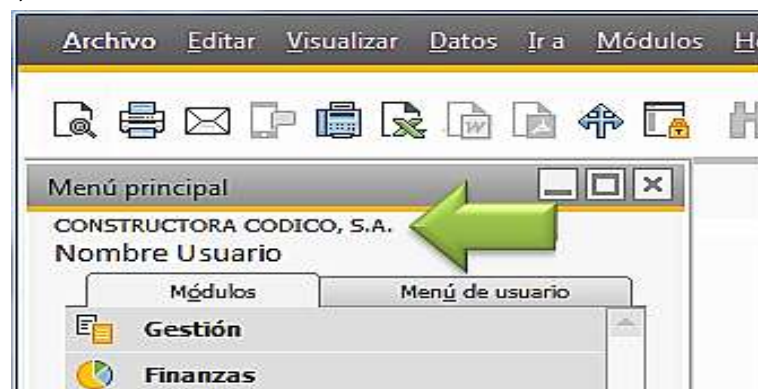 Archivo Editar Visualizar Datos Ir a Módulos
Menú principal
CONSTRUCTORA CODICO, S.A.
Nombre Usuario
Módulos Menú de usuario
Gestión
Finanzas